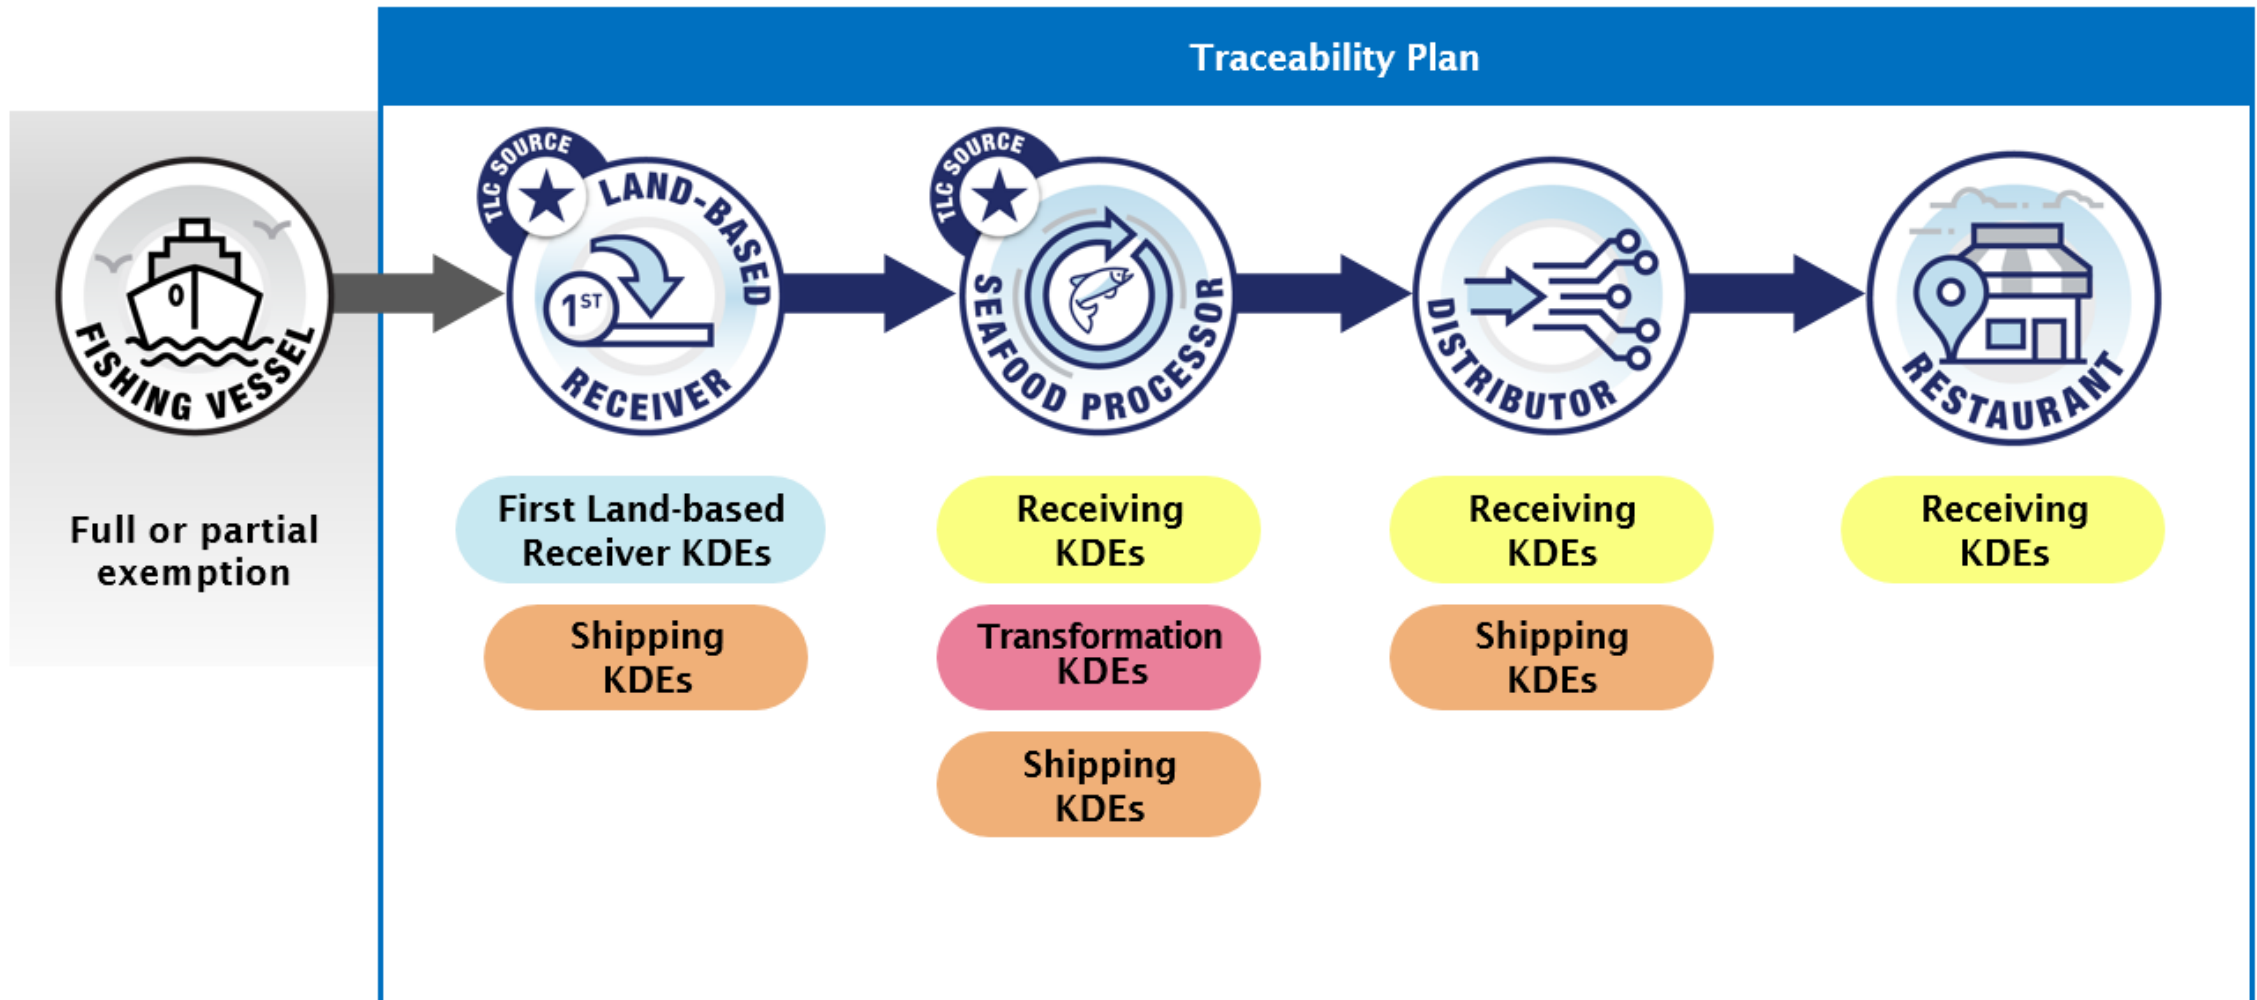 Traceability Plan
FISHING VESSEL
Full or partial
exemption
TLC SOURCE
LAND-BASED
1ST
RECEIVER
First Land-based
Receiver KDEs
Shipping
KDEs
TLC SOURCE
SEAFOOD PROCESSOR
Receiving
KDEs
Transformation
KDEs
Shipping
KDEs
DISTRIBUTOR
Receiving
KDEs
Shipping
KDEs
RESTAURANT
Receiving
KDEs